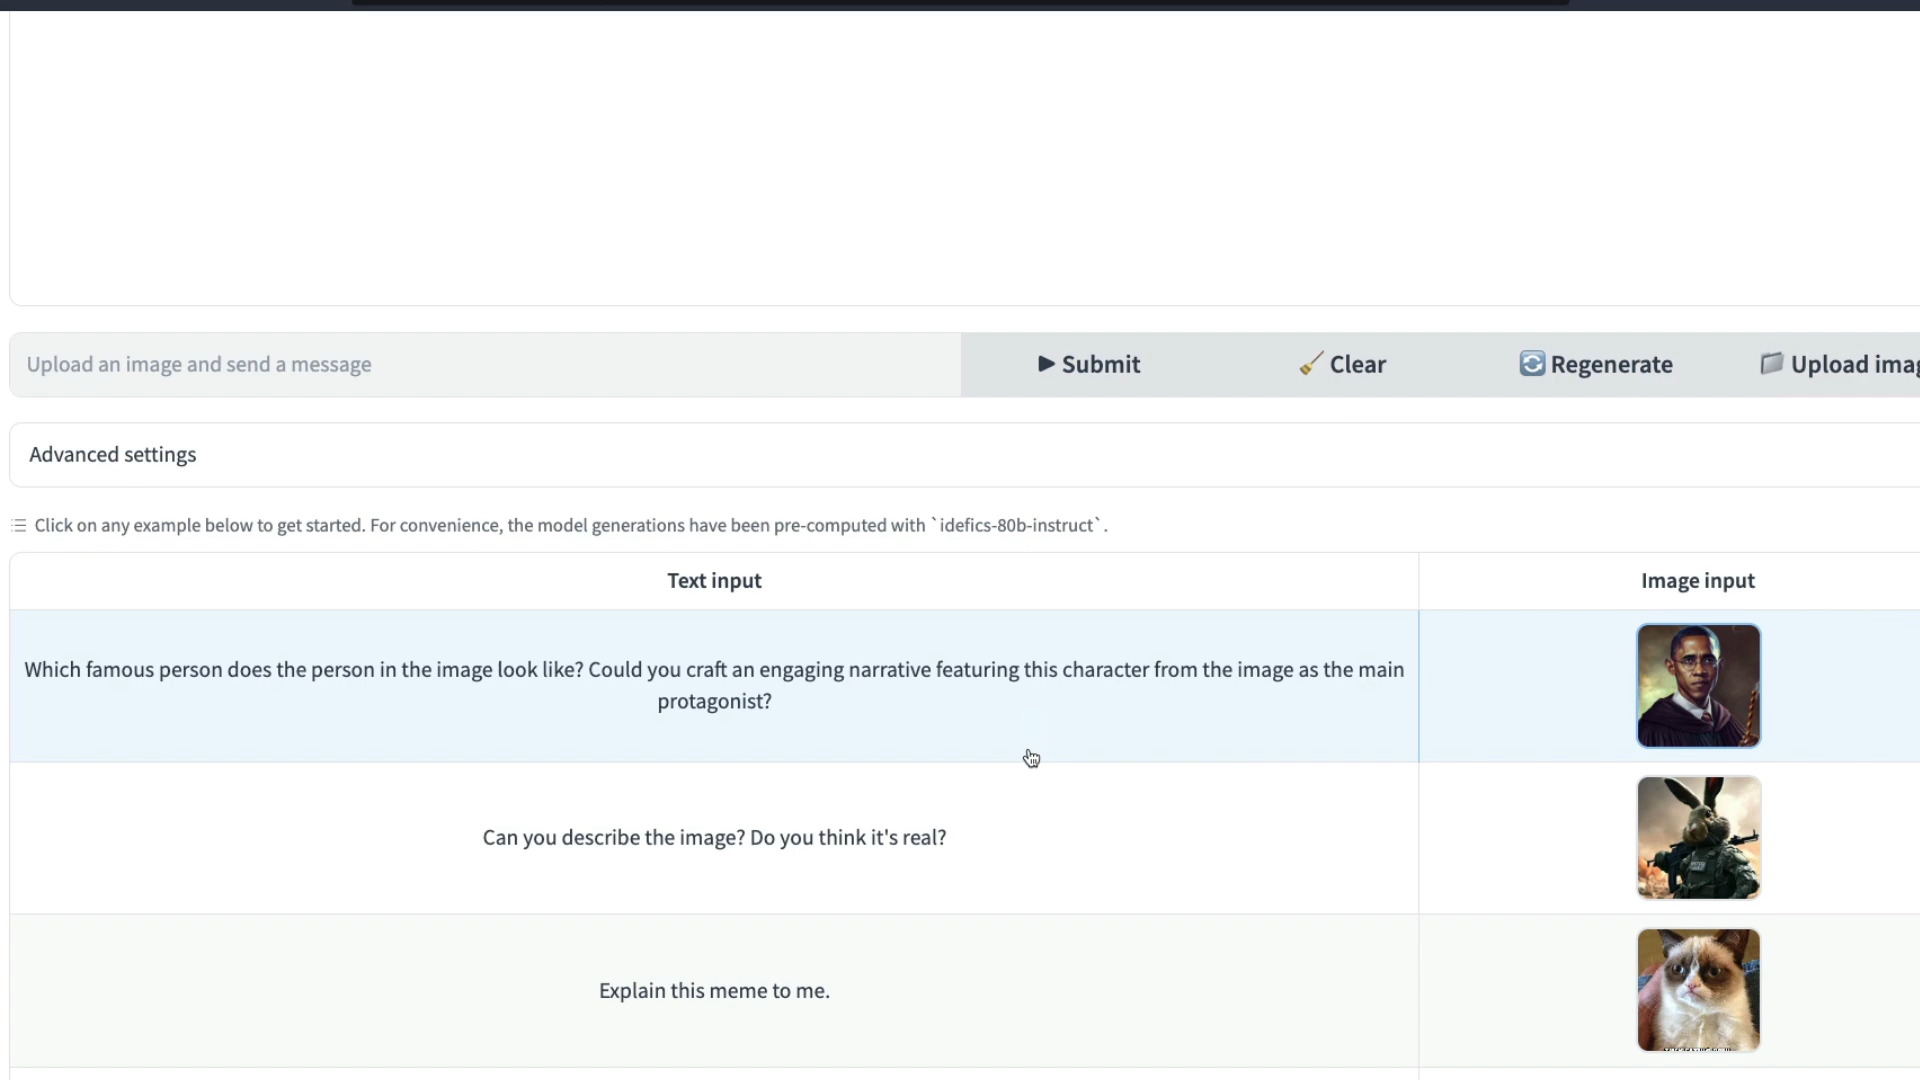 Upload an image and send a message
Submit
Clear
Regenerate
Upload imag
Advanced settings
Click on any example below to get started. For convenience, the model generations have been pre-computed with `idefics-80b-instruct`.
Text input
Image input
Which famous person does the person in the image look like? Could you craft an engaging narrative featuring this character from the image as the main
protagonist?
Can you describe the image? Do you think it's real?
Explain this meme to me.